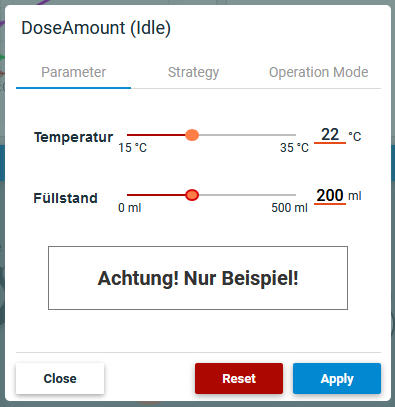 DoseAmount (Idle)
Parameter Strategy Operation Mode
Temperatur 22 °C
15 °C 35 °C
Füllstand 200 ml
0 ml 500 ml
Achtung! Nur Beispiel!
Close Reset Apply